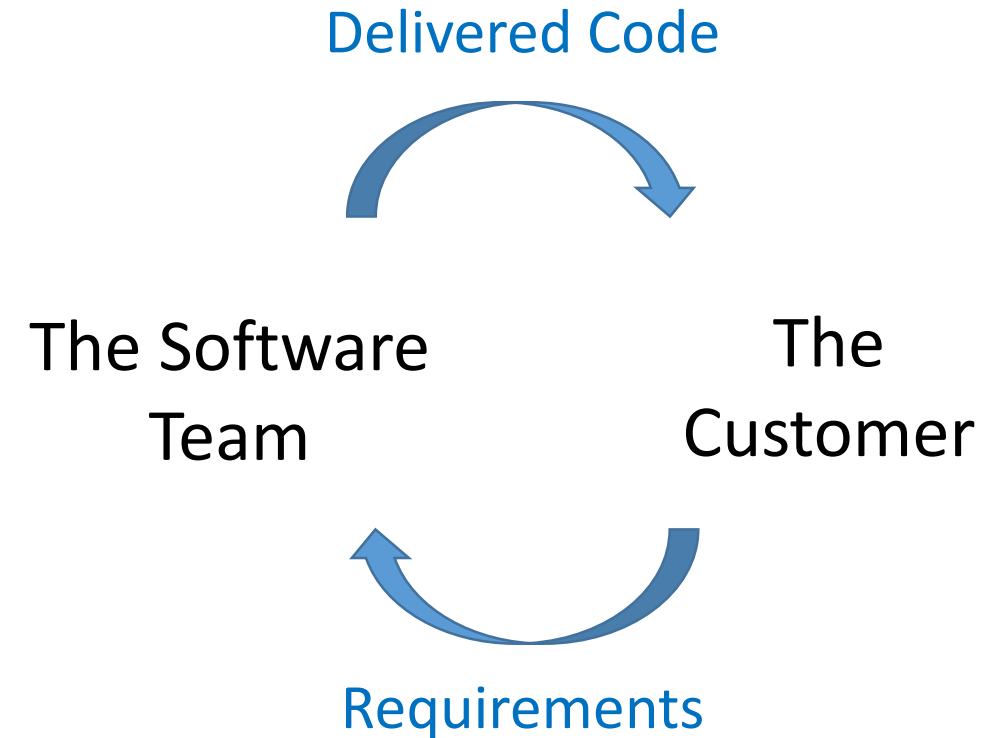 Delivered Code
The Software
Team
The
Customer
Requirements